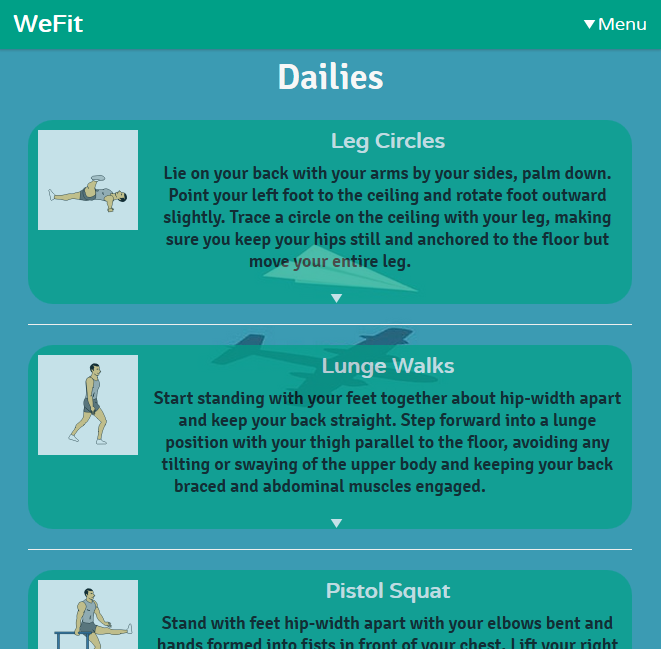 WeFit
▼Menu
Dailies
Leg Circles
Lie on your back with your arms by your sides, palm down.
Point your left foot to the ceiling and rotate foot outward
slightly. Trace a circle on the ceiling with your leg, making
sure you keep your hips still and anchored to the floor but
move your entire leg.
Lunge Walks
Start standing with your feet together about hip-width apart
and keep your back straight. Step forward into a lunge
position with your thigh parallel to the floor, avoiding any
tilting or swaying of the upper body and keeping your back
braced and abdominal muscles engaged.
Pistol Squat
Stand with feet hip-width apart with your elbows bent and
hands formed into fists in front of your chest. Lift your right